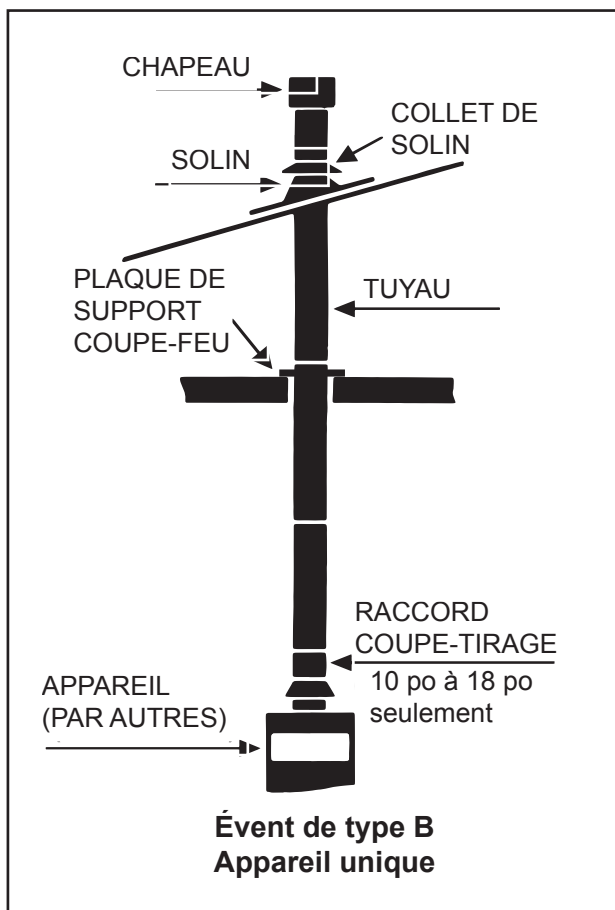 CHAPEAU
COLLET DE
SOLIN
SOLIN
PLAQUE DE
SUPPORT
COUPE-FEU
TUYAU
RACCORD
COUPE-TIRAGE
10 po à 18 po
seulement
APPAREIL
(PAR AUTRES)
Évent de type B
Appareil unique